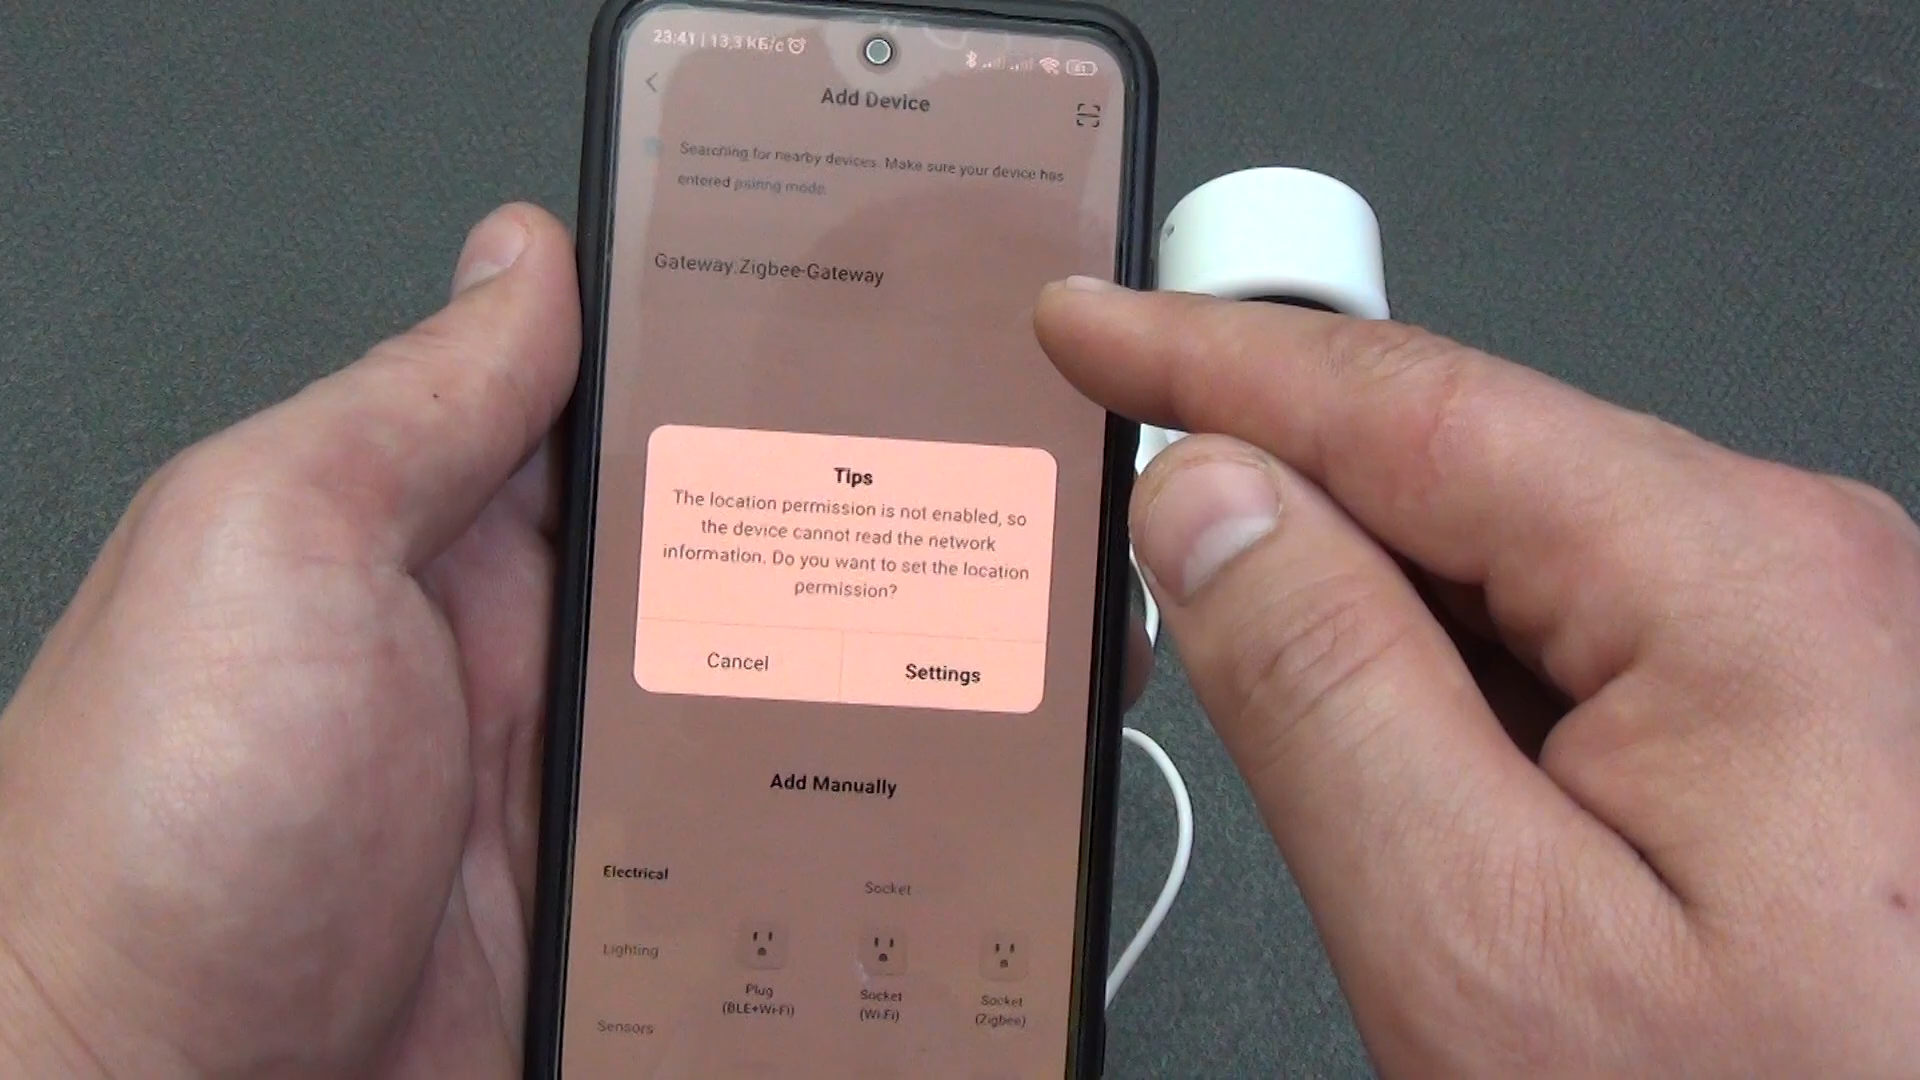 23:41 | 13,3 КБ/с
61
Add Device
Searching for nearby devices. Make sure your device has
entered pairing mode.
Gateway.Zigbee-Gateway
Tips
The location permission is not enabled, so
the device cannot read the network
information. Do you want to set the location
permission?
Cancel
Settings
Add Manually
Electrical
Socket
Lighting
Plug
(BLE+Wi-Fi)
Socket
(Wi-Fi)
Socket
(Zigbee)
Sensors